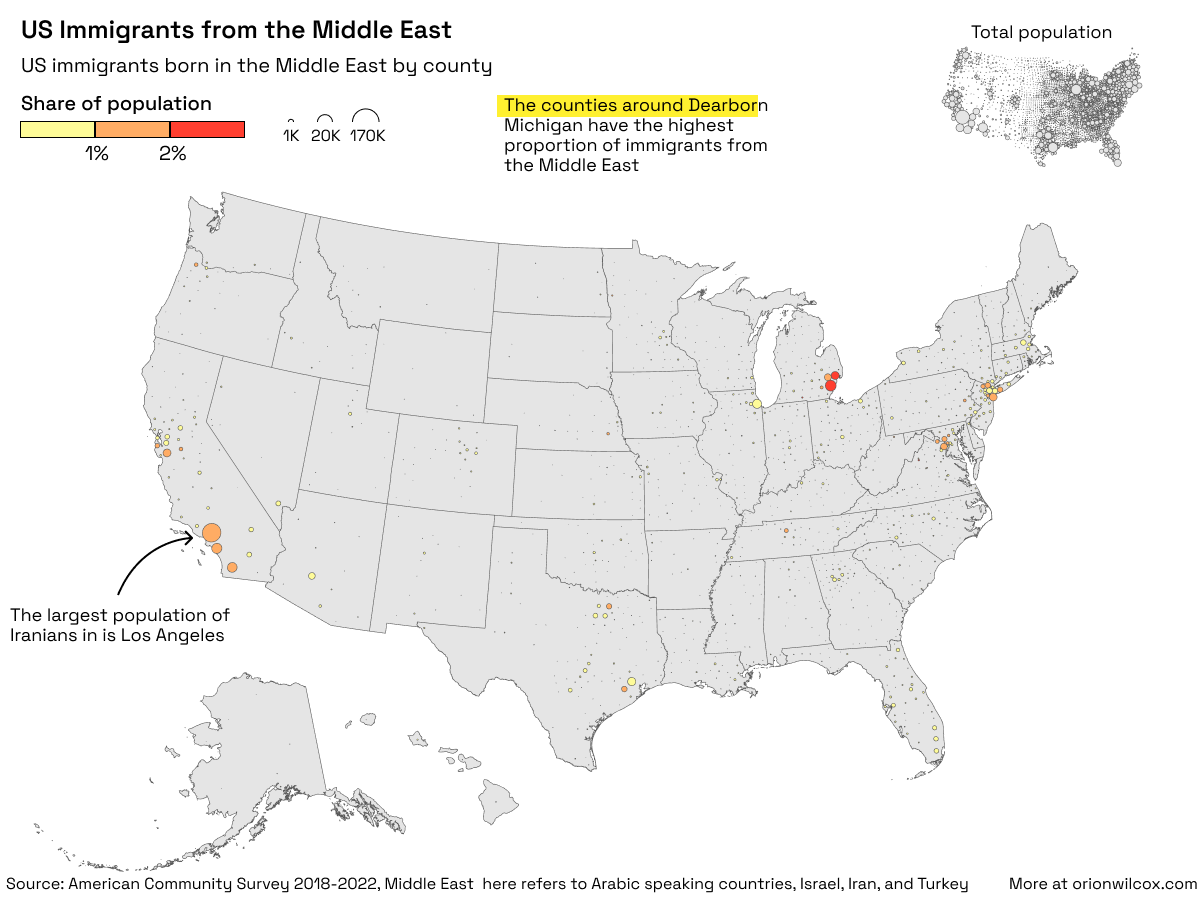 US Immigrants from the Middle East
US immigrants born in the Middle East by county
Share of population
1% 2%
1K 20K 170K
The counties around Dearborn
Michigan have the highest
proportion of immigrants from
the Middle East
Total population
The largest population of
Iranians in is Los Angeles
Source: American Community Survey 2018-2022, Middle East  here refers to Arabic speaking countries, Israel, Iran, and Turkey
More at orionwilcox.com